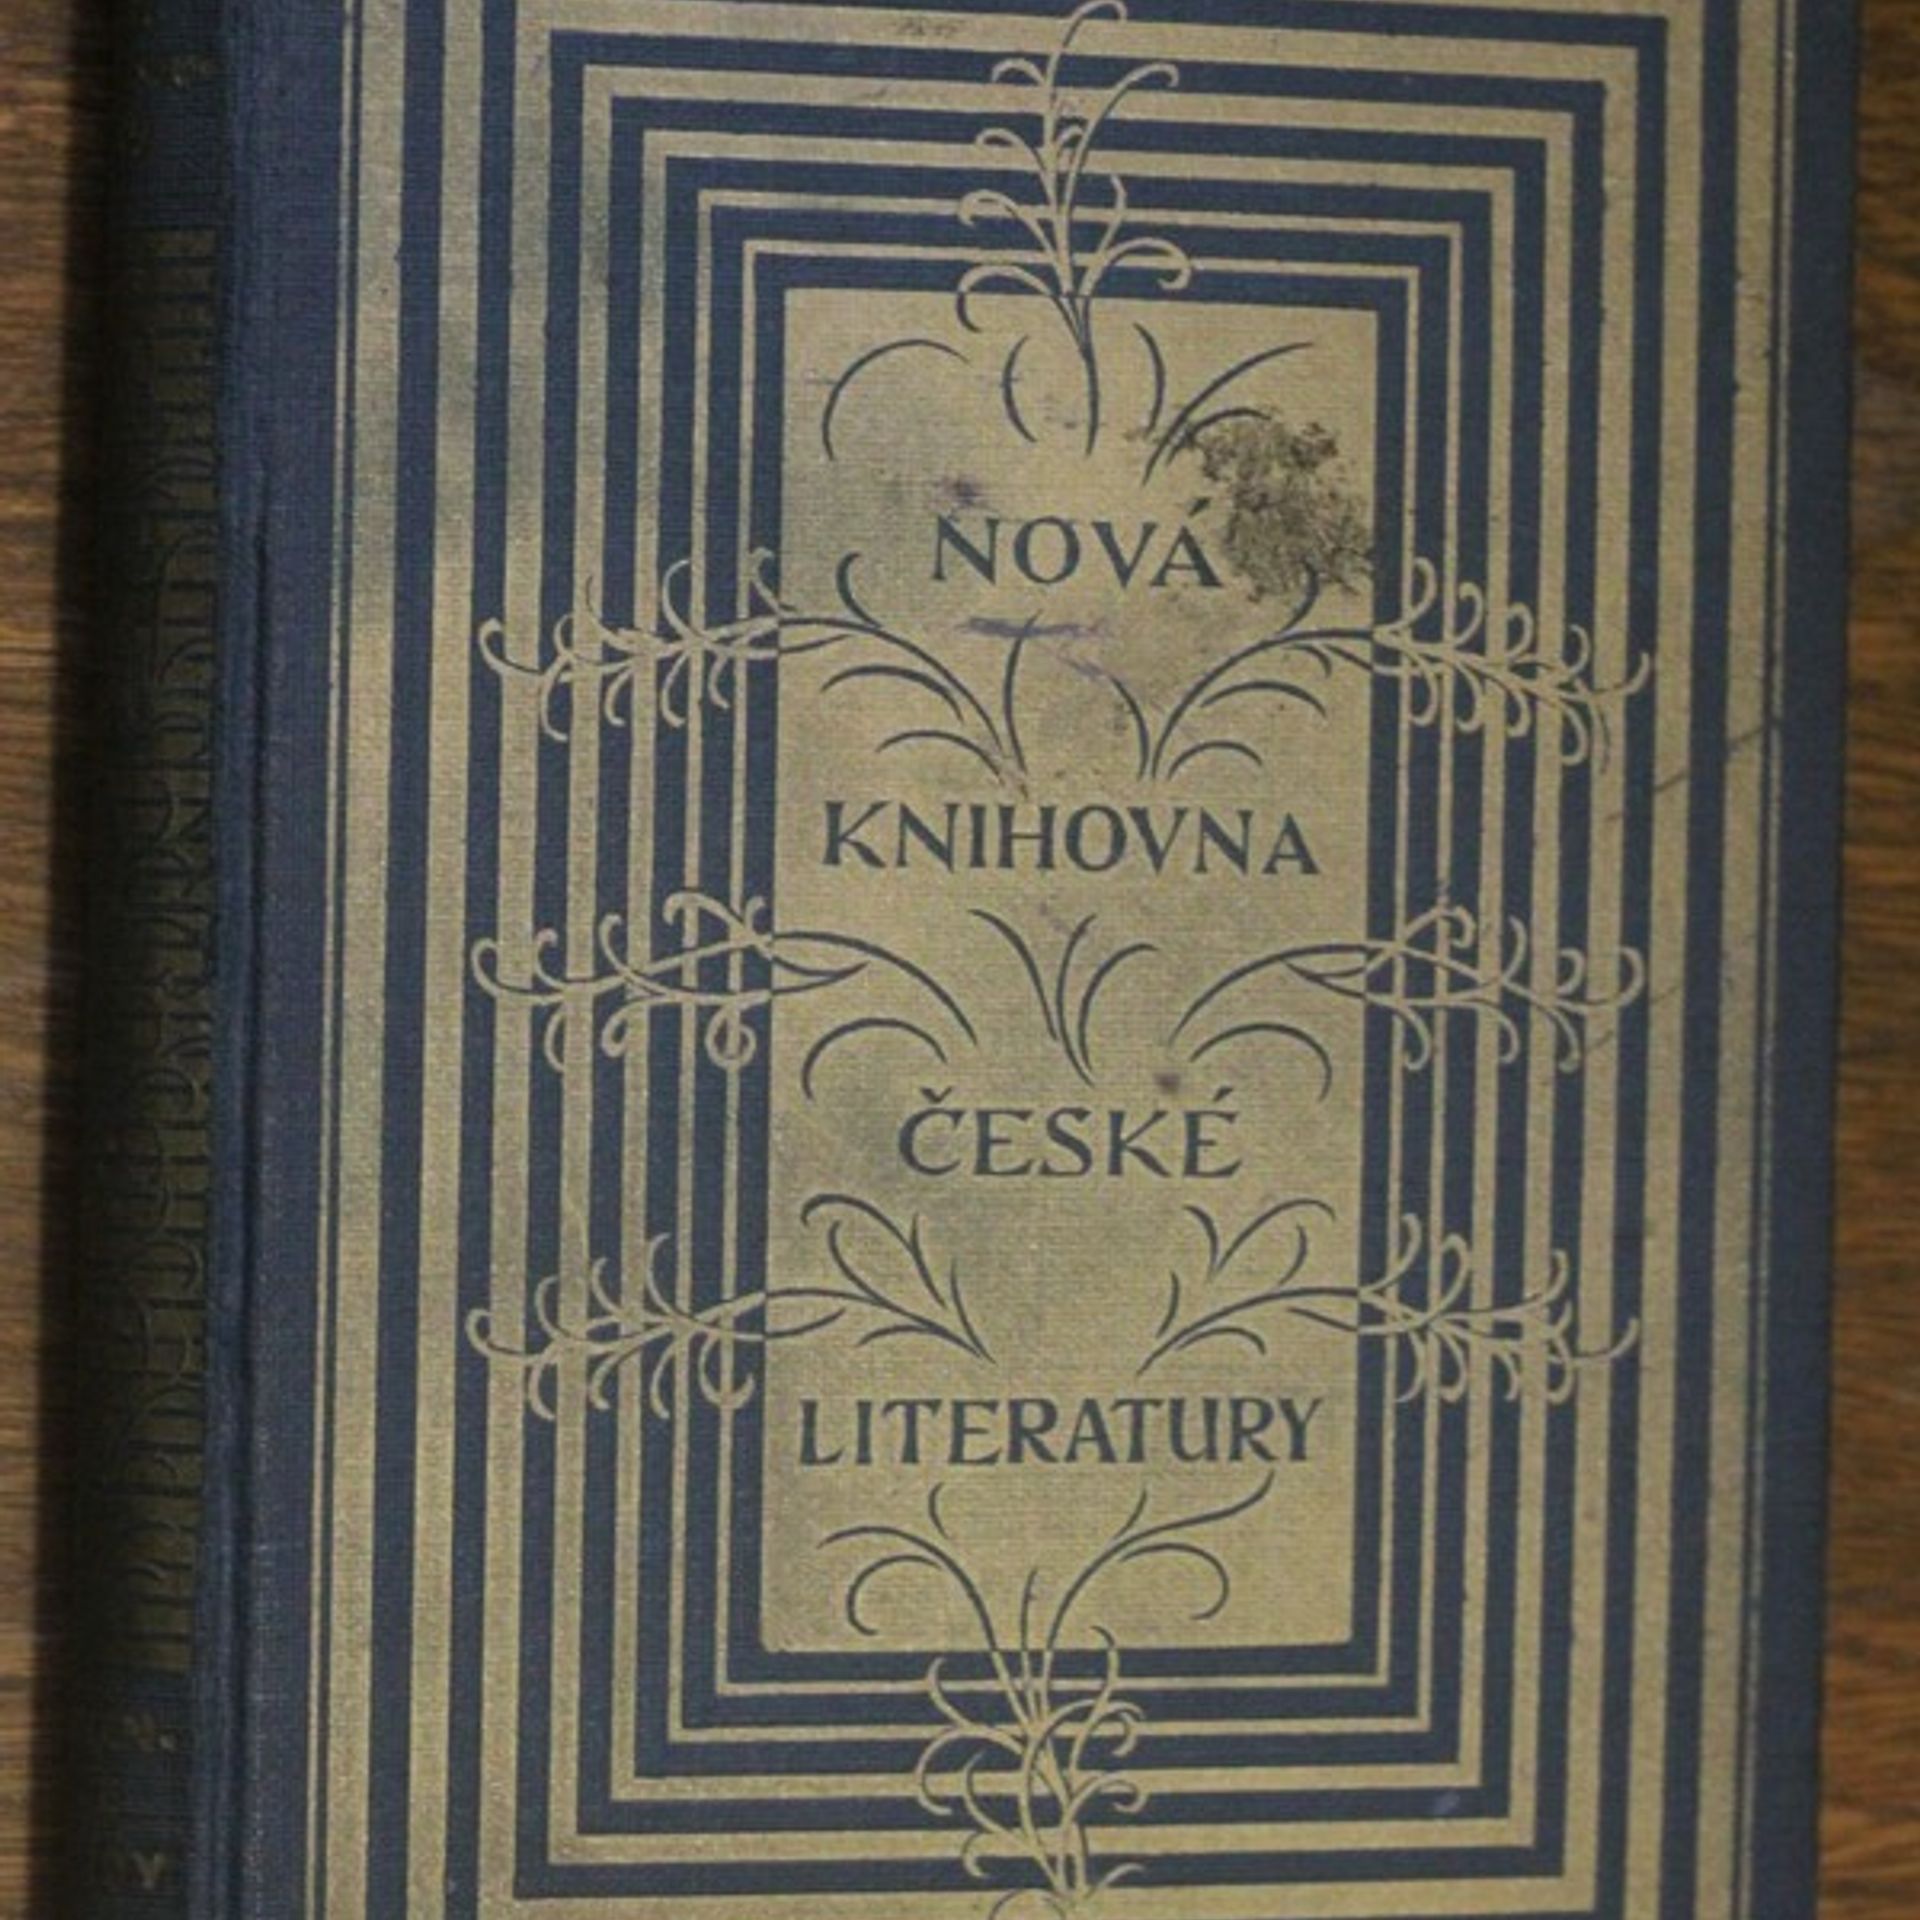 NOVÁ
KNIHOVNA
ČESKÉ
LITERATURY